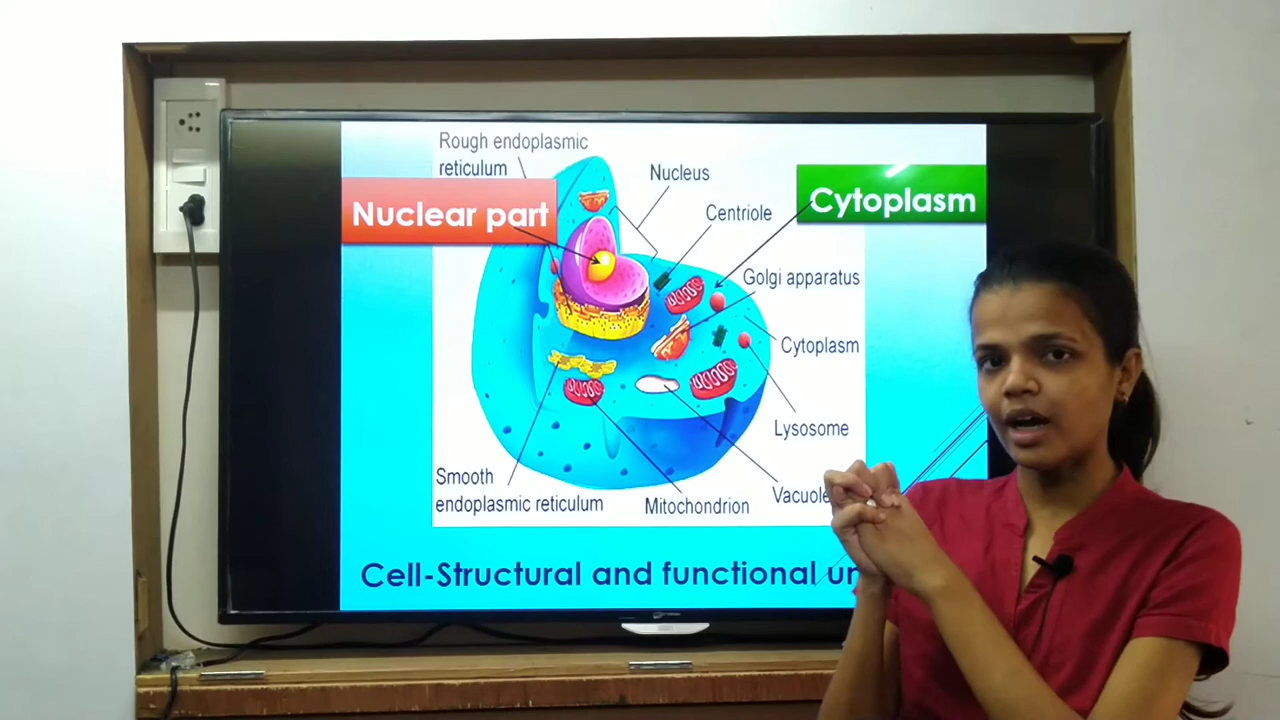 Rough endoplasmic
reticulum
Nucleus
Nuclear part
Cytoplasm
Centriole
Golgi apparatus
Cytoplasm
Lysosome
Smooth
endoplasmic reticulum
Mitochondrion
Vacuole
Cell-Structural and functional